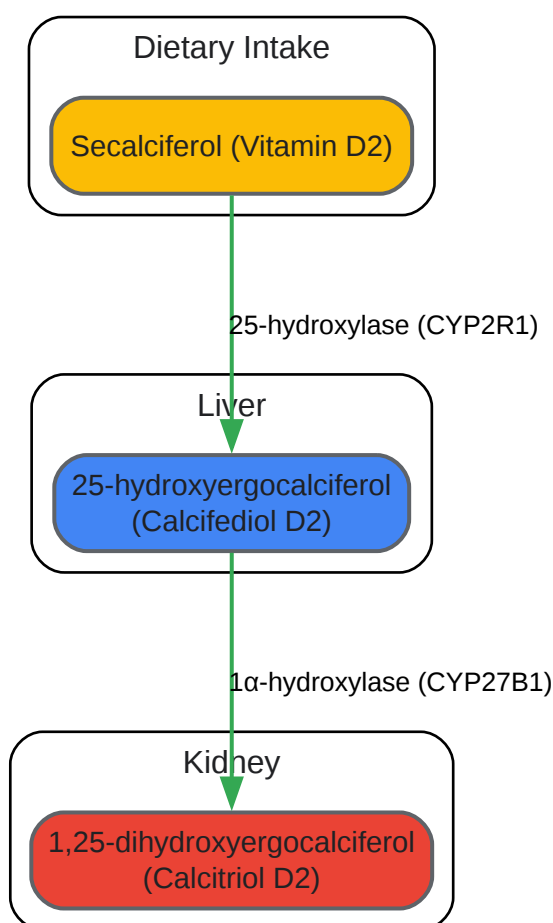 Dietary Intake
Secalciferol (Vitamin D2)
25-hydroxylase (CYP2R1)
Liver
25-hydroxyergocalciferol
(Calcifediol D2)
1α-hydroxylase (CYP27B1)
Kidney
1,25-dihydroxyergocalciferol
(Calcitriol D2)